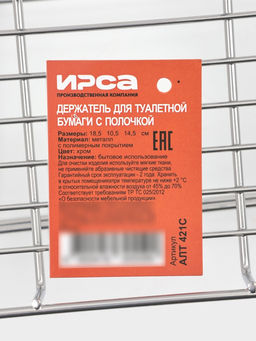 ИРСА
ПРОИЗВОДСТВЕННАЯ КОМПАНИЯ
ДЕРЖАТЕЛЬ ДЛЯ ТУАЛЕТНОЙ
БУМАГИ С ПОЛОЧКОЙ
Размеры: 18,5 10,5 14,5 см
Материал: металл
с полимерным покрытием
Цвет: хром
Назначение: бытовое использование
Для очистки изделия используйте мягкие ткани,
не применяйте абразивные чистящие средства.
Гарантийный срок эксплуатации - 2 года. Хранить
в крытых помещениях при температуре не ниже +2 °С
и относительной влажности воздуха от 45% до 70%
Соответствует требованиям ТР ТС 025/2012
«О безопасности мебельной продукции»
ЕАС
Артикул
АЛТ 421С